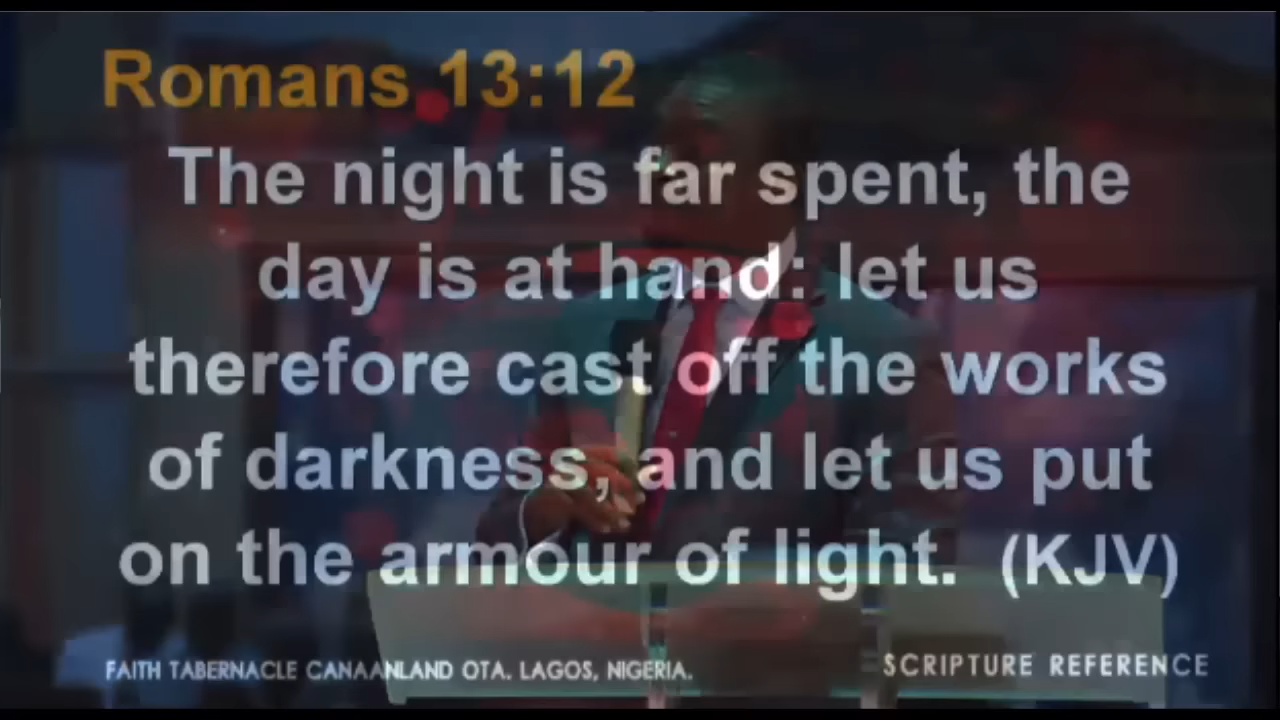 Romans 13:12
The night is far spent, the
day is at hand: let us
therefore cast off the works
of darkness, and let us put
on the armour of light. (KJV)
FAITH TABERNACLE CANAANLAND OTA. LAGOS, NIGERIA.
SCRIPTURE REFERENCE